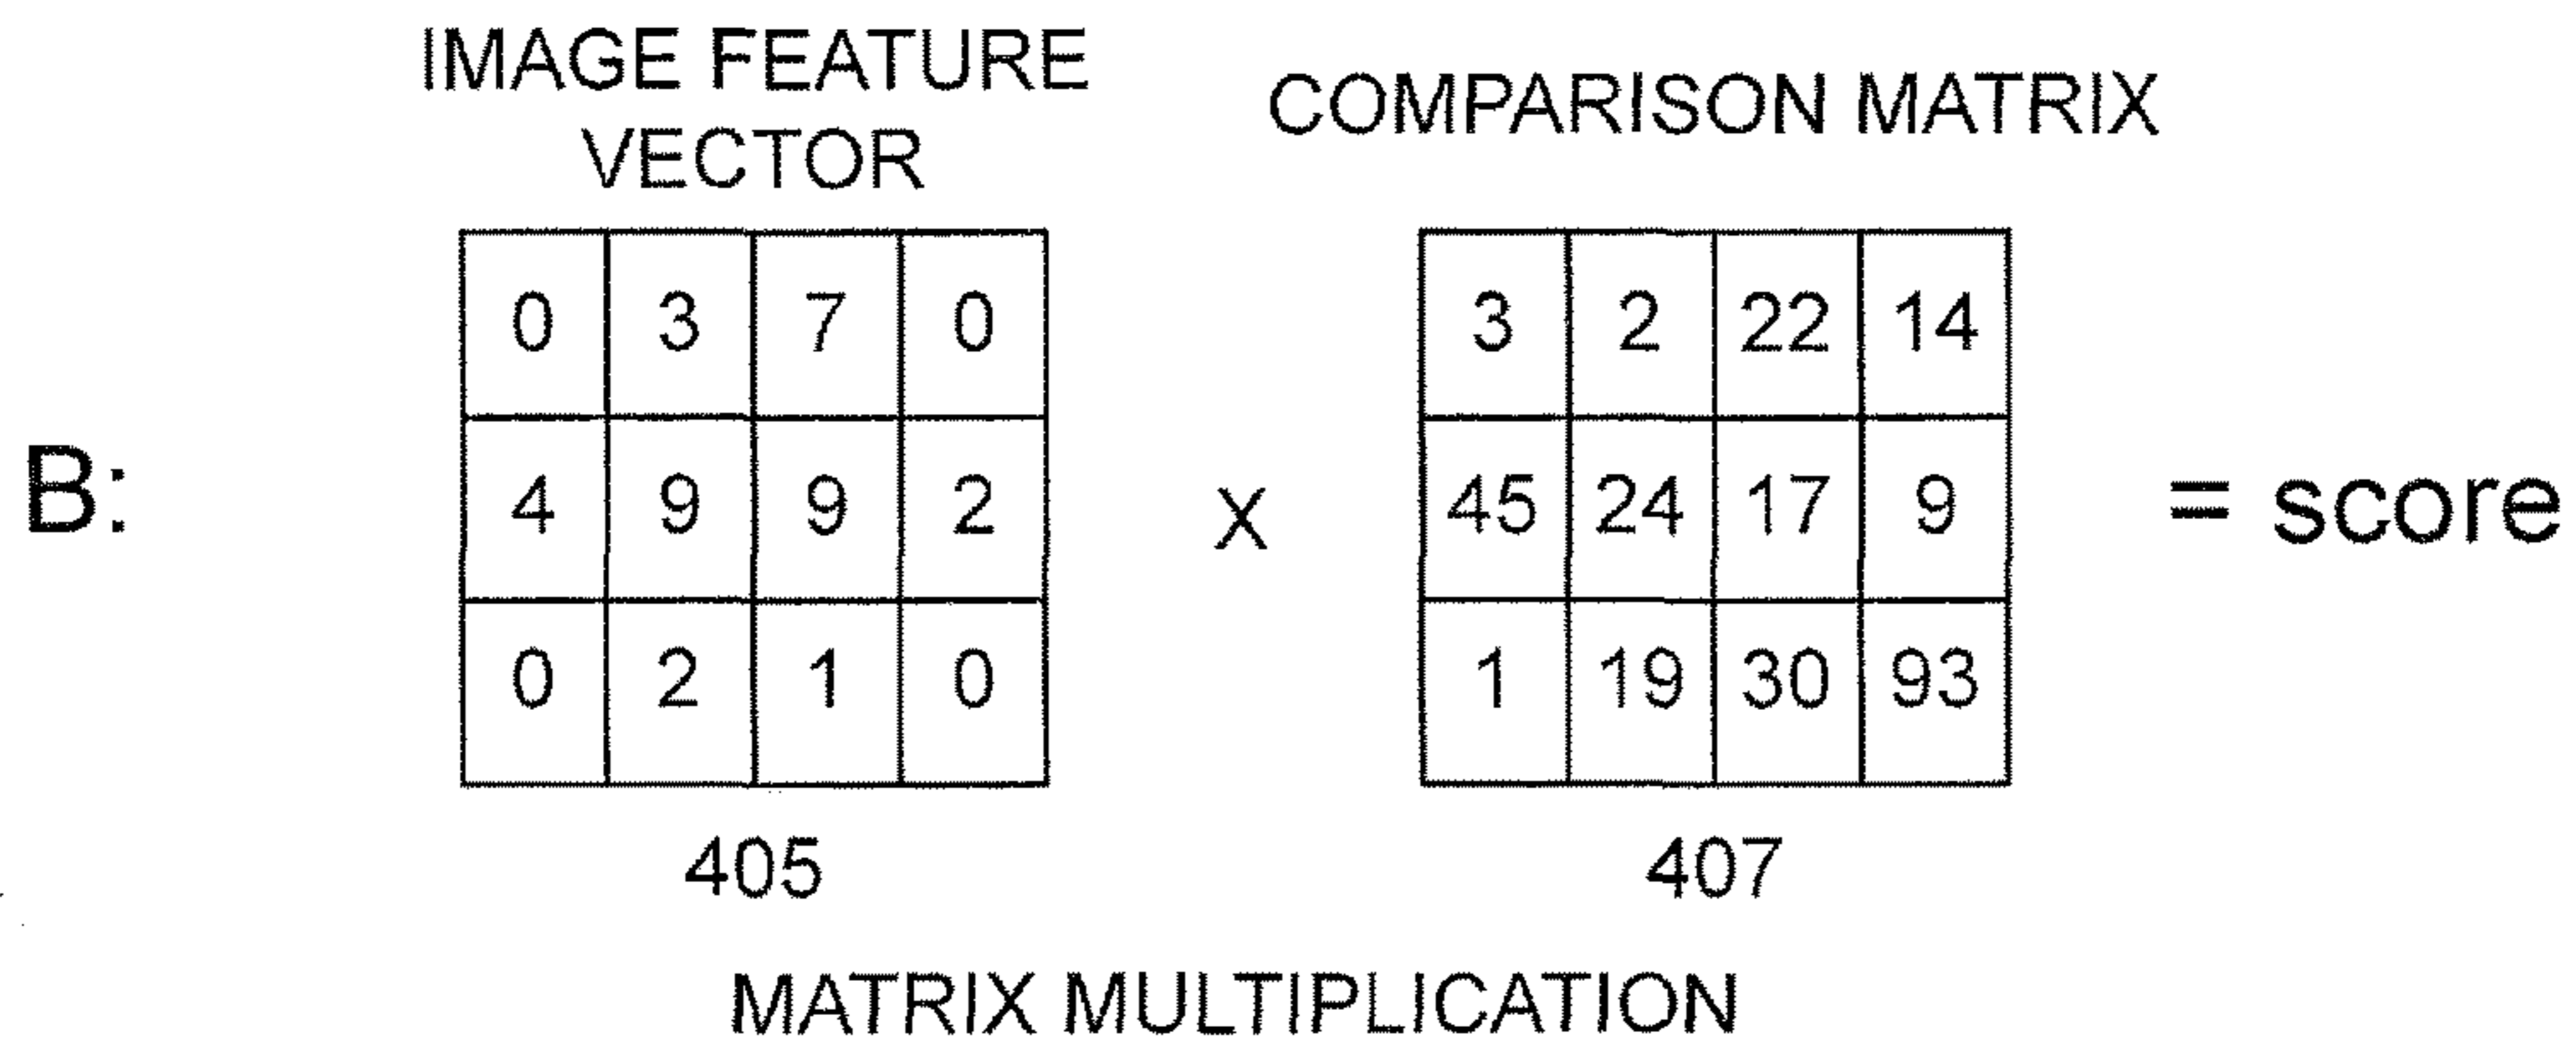 IMAGE FEATURE
VECTOR
COMPARISON MATRIX
B:
0 3 7 0
4 9 9 2
0 2 1 0
X
3 2 22 14
45 24 17 9
1 19 30 93
= score
405
407
MATRIX MULTIPLICATION